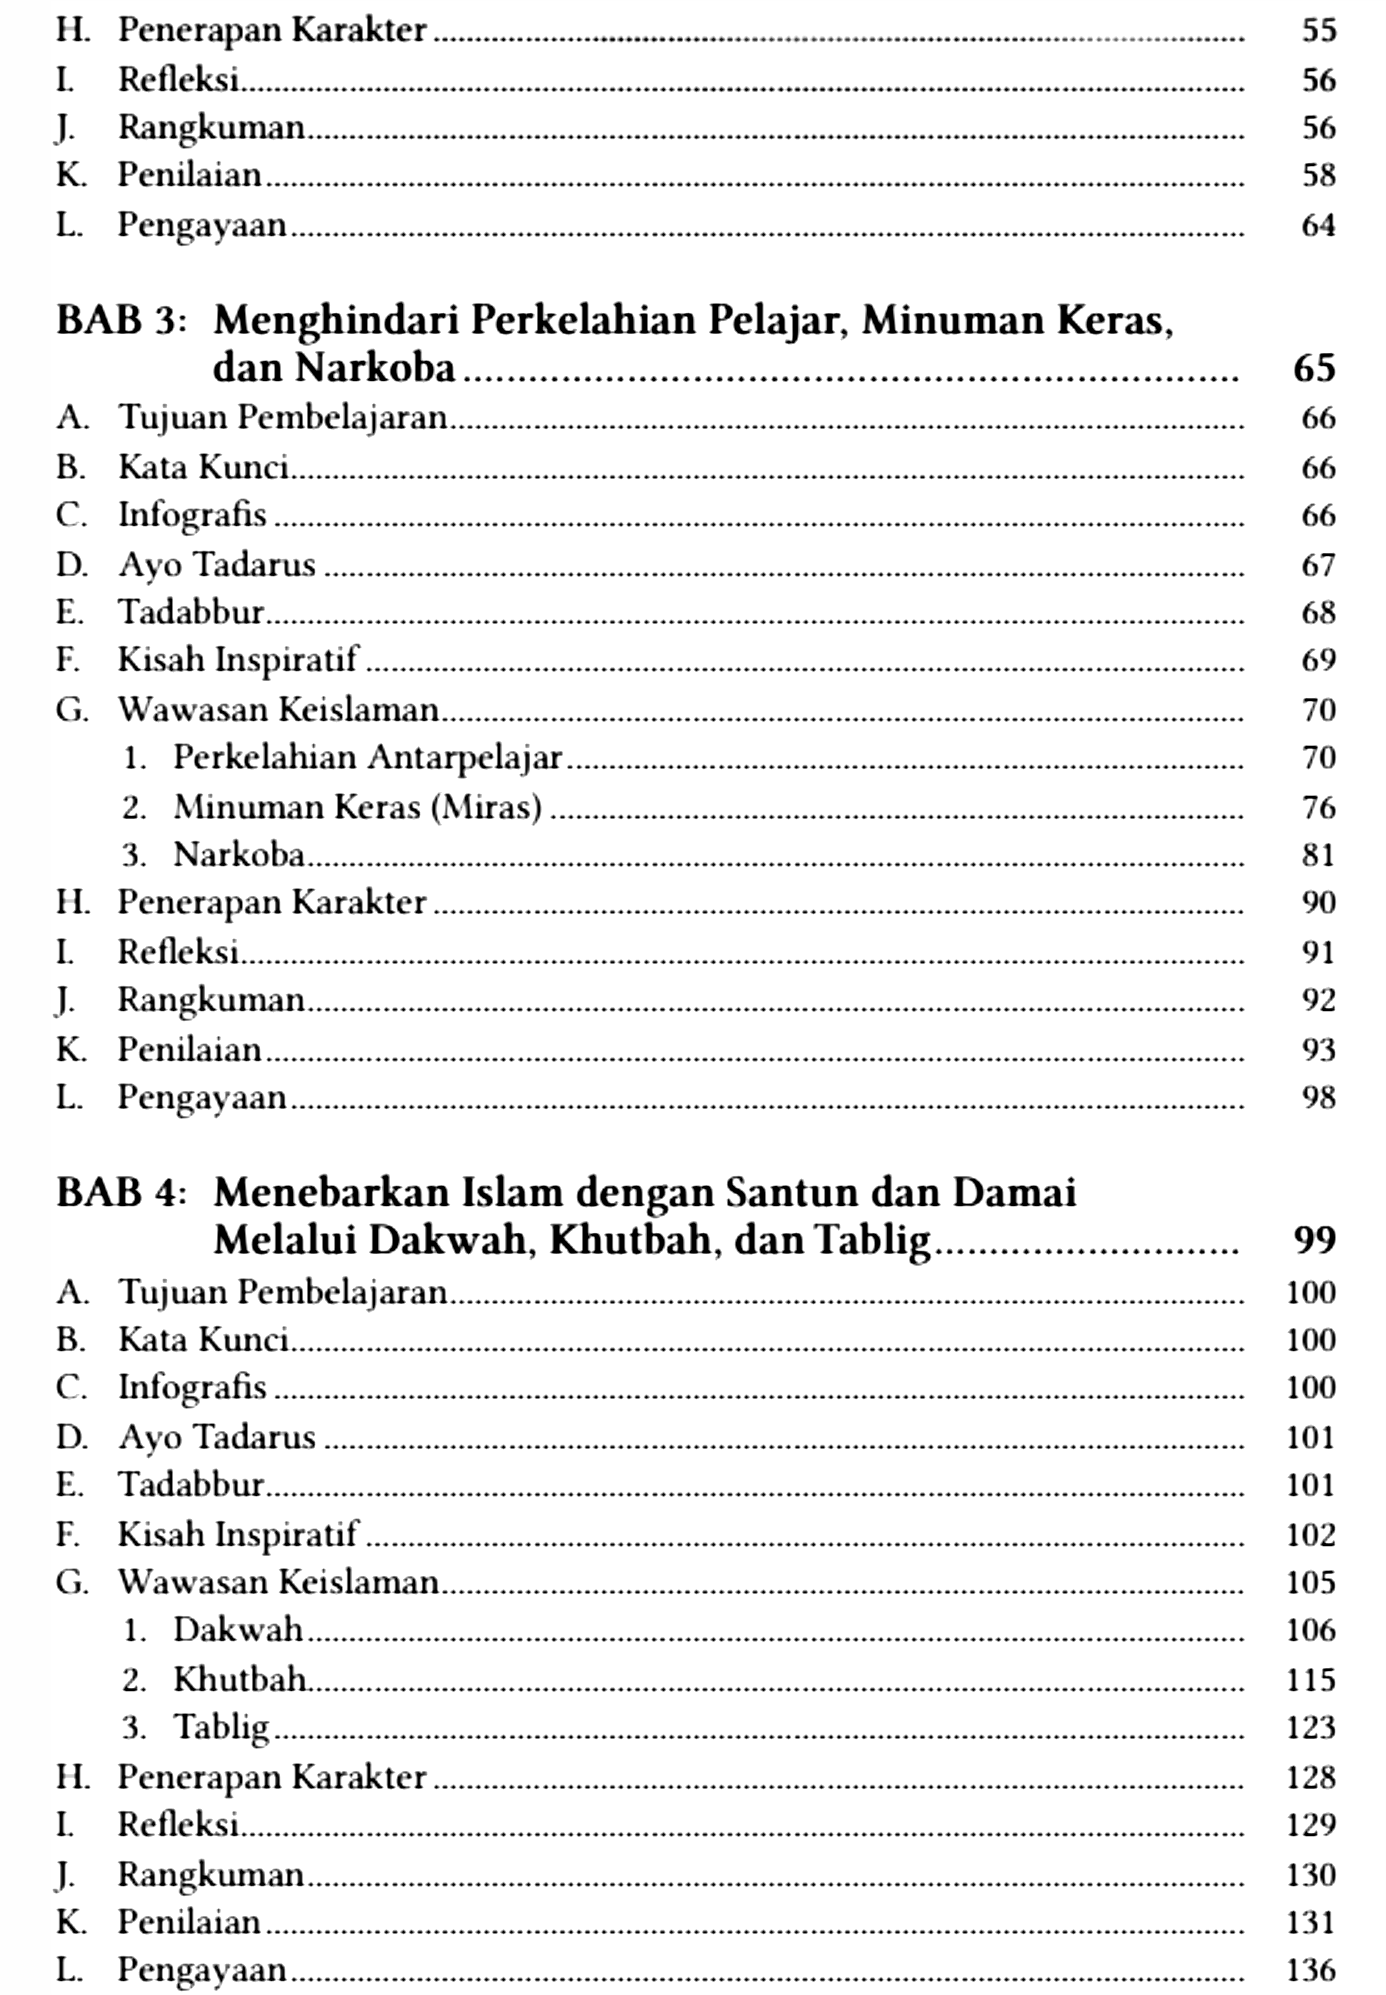 H. Penerapan Karakter ........ 55
I. Refleksi ........ 56
J. Rangkuman ........ 56
K. Penilaian ........ 58
L. Pengayaan ........ 64
BAB 3: Menghindari Perkelahian Pelajar, Minuman Keras,
dan Narkoba ........ 65
A. Tujuan Pembelajaran ........ 66
B. Kata Kunci ........ 66
C. Infografis ........ 66
D. Ayo Tadarus ........ 67
E. Tadabbur ........ 68
F. Kisah Inspiratif ........ 69
G. Wawasan Keislaman ........ 70
1. Perkelahian Antarpelajar ........ 70
2. Minuman Keras (Miras) ........ 76
3. Narkoba ........ 81
H. Penerapan Karakter ........ 90
I. Refleksi ........ 91
J. Rangkuman ........ 92
K. Penilaian ........ 93
L. Pengayaan ........ 98
BAB 4: Menebarkan Islam dengan Santun dan Damai
Melalui Dakwah, Khutbah, dan Tablig ........ 99
A. Tujuan Pembelajaran ........ 100
B. Kata Kunci ........ 100
C. Infografis ........ 100
D. Ayo Tadarus ........ 101
E. Tadabbur ........ 101
F. Kisah Inspiratif ........ 102
G. Wawasan Keislaman ........ 105
1. Dakwah ........ 106
2. Khutbah ........ 115
3. Tablig ........ 123
H. Penerapan Karakter ........ 128
I. Refleksi ........ 129
J. Rangkuman ........ 130
K. Penilaian ........ 131
L. Pengayaan ........ 136